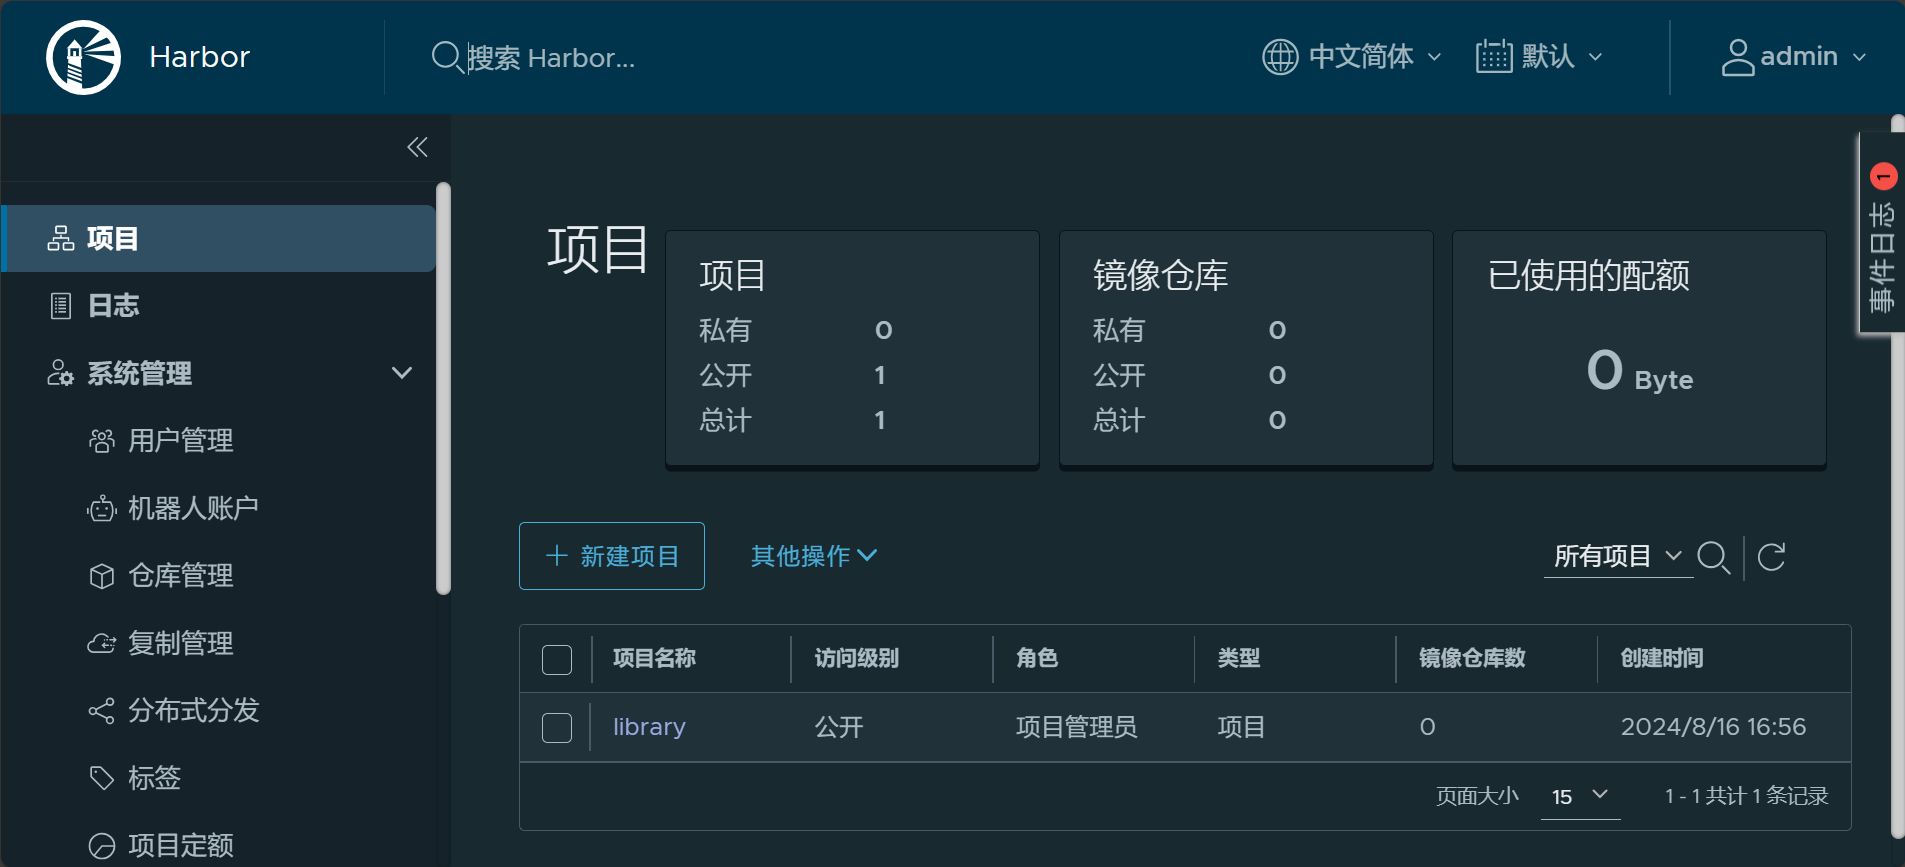 Harbor
搜索 Harbor...
中文简体
默认
admin
项目
日志
系统管理
用户管理
机器人账户
仓库管理
复制管理
分布式分发
标签
项目定额
项目
项目
私有 0
公开 1
总计 1
镜像仓库
私有 0
公开 0
总计 0
已使用的配额
0 Byte
1
事件日志
新建项目
其他操作
所有项目
项目名称 访问级别 角色 类型 镜像仓库数 创建时间
library 公开 项目管理员 项目 0 2024/8/16 16:56
页面大小 15 1 - 1 共计 1 条记录